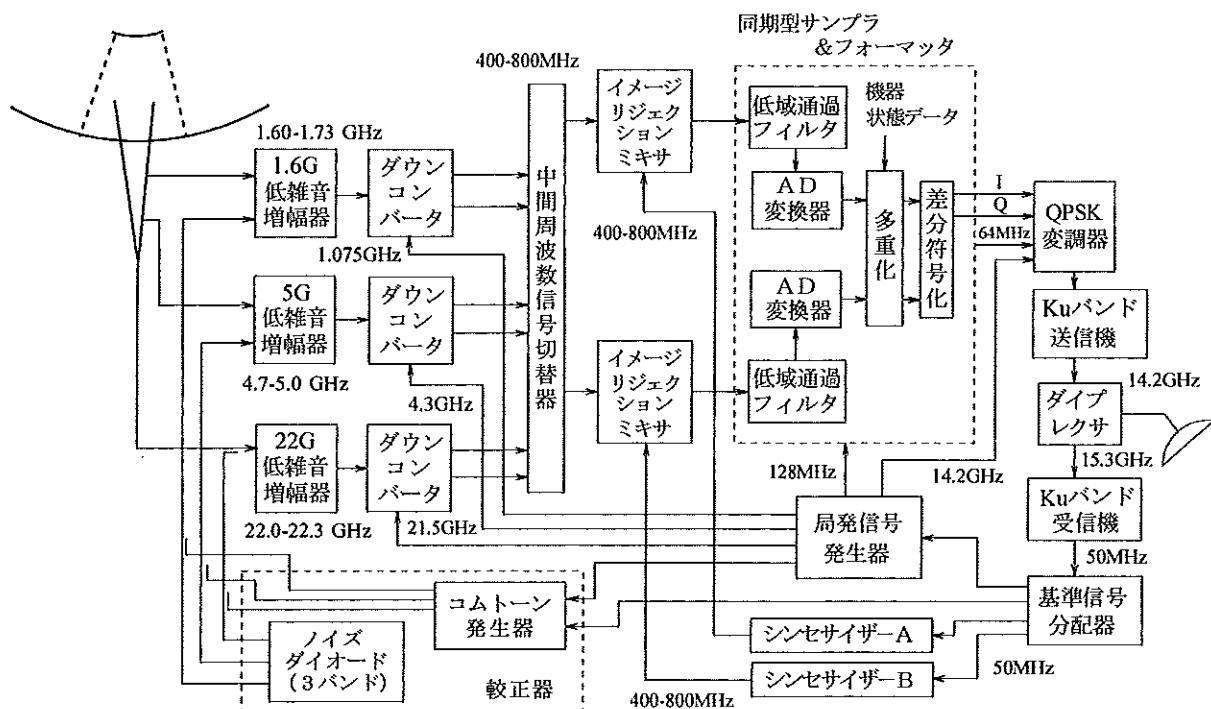 同期型サンプラ
&フォーマッタ
400-800MHz
イメージ
リジェク
ション
ミキサ
低域通過
フィルタ
機器
状態データ
1.60-1.73 GHz
1.6G
低雑音
増幅器
ダウン
コン
バータ
中間周波数信号切替器
AD
変換器
多重化
差分符号化
I
Q
64MHz
QPSK
変調器
400-800MHz
1.075GHz
5G
低雑音
増幅器
ダウン
コン
バータ
AD
変換器
Kuバンド
送信機
4.7-5.0 GHz
4.3GHz
イメージ
リジェク
ション
ミキサ
低域通過
フィルタ
14.2GHz
ダイプ
レクサ
22G
低雑音
増幅器
ダウン
コン
バータ
128MHz
14.2GHz
15.3GHz
22.0-22.3 GHz
21.5GHz
局発信号
発生器
Kuバンド
受信機
50MHz
コムトーン
発生器
基準信号
分配器
ノイズ
ダイオード
(3バンド)
較正器
シンセサイザーA
シンセサイザーB
50MHz
400-800MHz